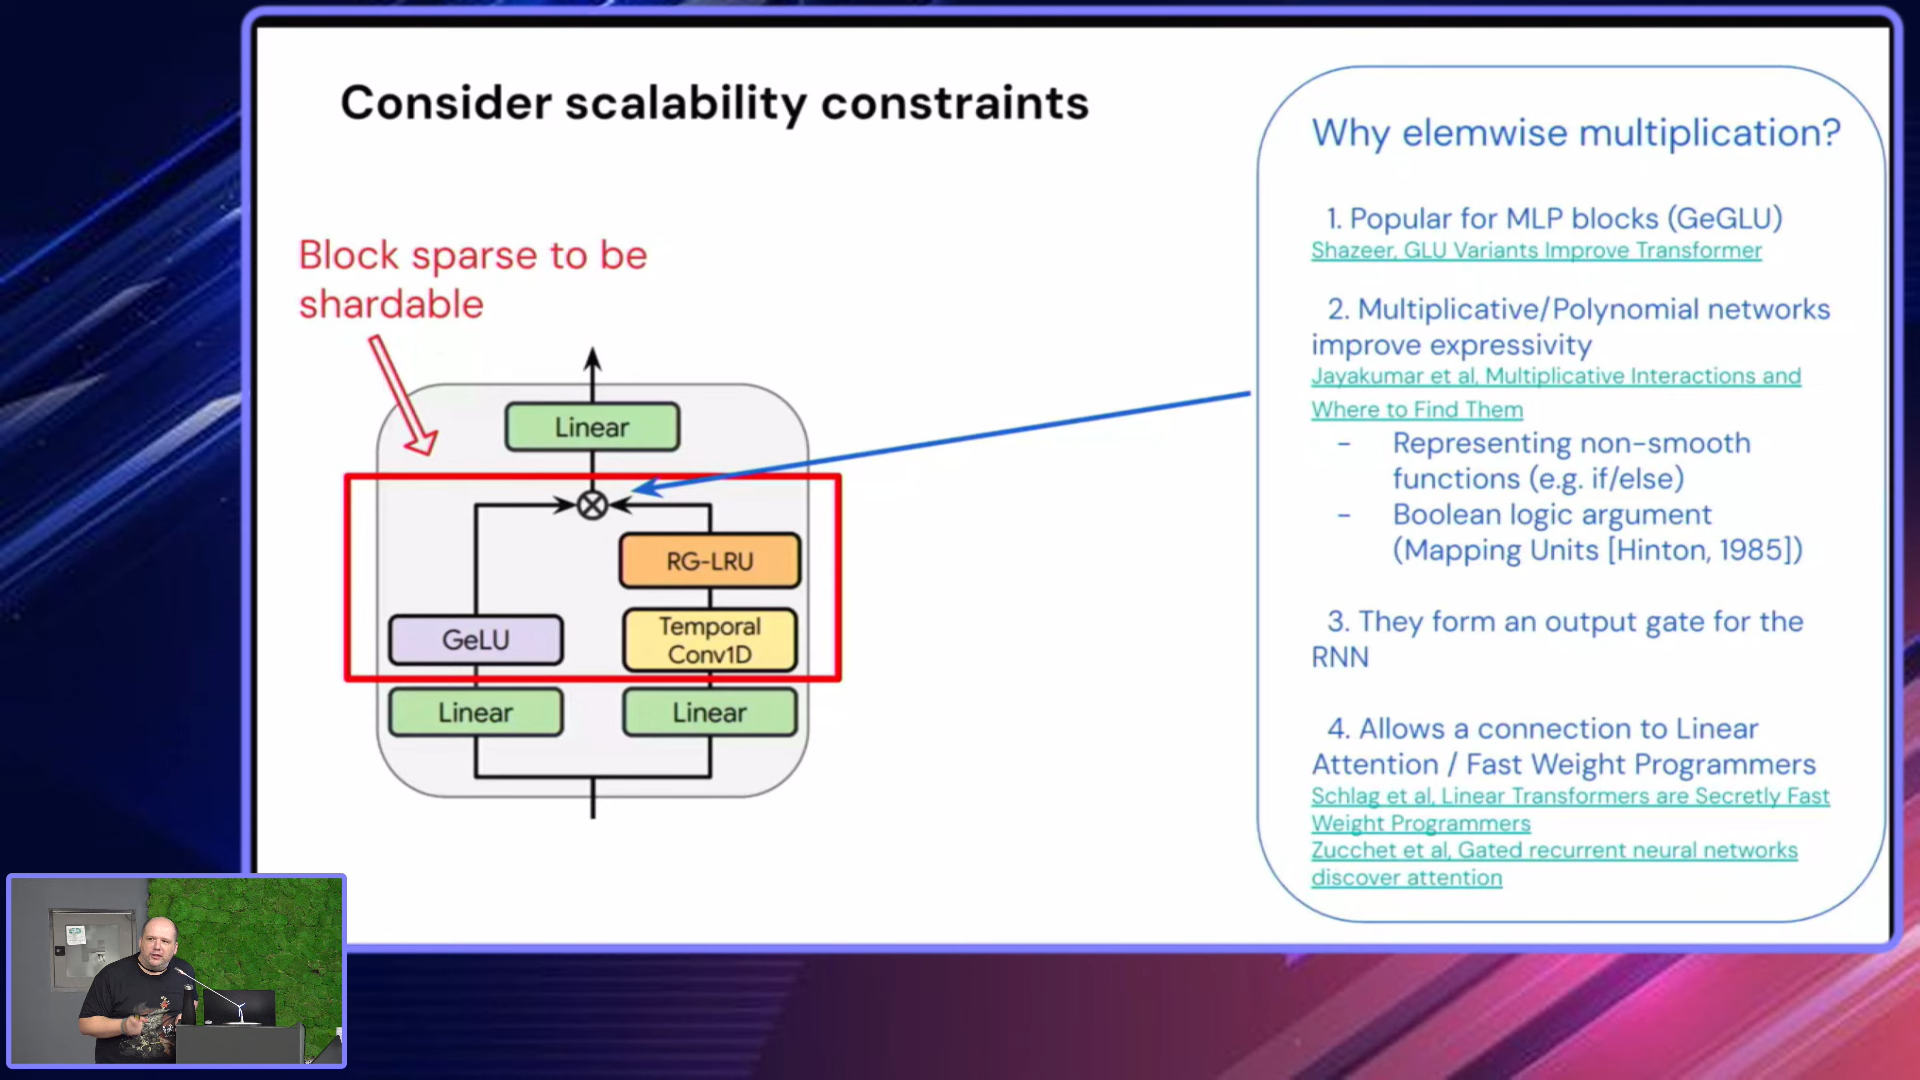 Consider scalability constraints
Block sparse to be
shardable
Linear
RG-LRU
GeLU
Temporal
Conv1D
Linear
Linear
Why elemwise multiplication?
1. Popular for MLP blocks (GeGLU)
Shazeer, GLU Variants Improve Transformer
2. Multiplicative/Polynomial networks
improve expressivity
Jayakumar et al, Multiplicative Interactions and
Where to Find Them
- Representing non-smooth
functions (e.g. if/else)
- Boolean logic argument
(Mapping Units [Hinton, 1985])
3. They form an output gate for the
RNN
4. Allows a connection to Linear
Attention / Fast Weight Programmers
Schlag et al, Linear Transformers are Secretly Fast
Weight Programmers
Zucchet et al, Gated recurrent neural networks
discover attention